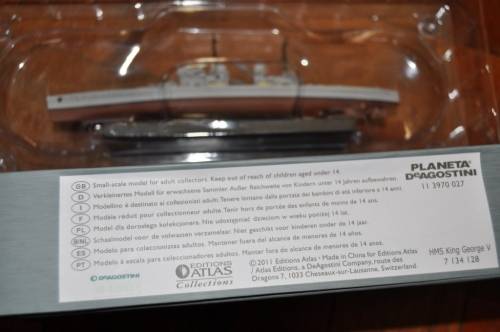 GB Small-scale model for adult collectors. Keep out of reach of children aged under 14.
D Verkleinertes Modell für erwachsene Sammler. Außer Reichweite von Kindern unter 14 Jahren aufbewahren.
I Modellino è destinato ai collezionisti adulti. Tenere lontano dalla portata dei bambini di età inferiore a 14 anni.
F Modèle réduit pour collectionneur adulte. Tenir hors de portée des enfants de moins de 14 ans.
PL Model dla dorosłego kolekcjonera. Nie udostępniać dzieciom w wieku poniżej 14 lat.
NL Schaalmodel voor de volwassen verzamelaar. Niet geschikt voor kinderen onder de 14 jaar.
ES Modelos para coleccionistas adultos. Mantener fuera del alcance de menores de 14 años.
PT Modelos à escala para coleccionadores adultos. Manter fora do alcance de menores de 14 anos.
PLANETA
DEAGOSTINI
11 3970 027
DEAGOSTINI
EDITIONS
ATLAS
Collections
© 2011 Editions Atlas - Made in China for Editions Atlas
/ Atlas Editions, a DeAgostini Company, route des
Dragons 7, 1033 Cheseaux-sur-Lausanne, Switzerland
HMS King George V
7 134 128